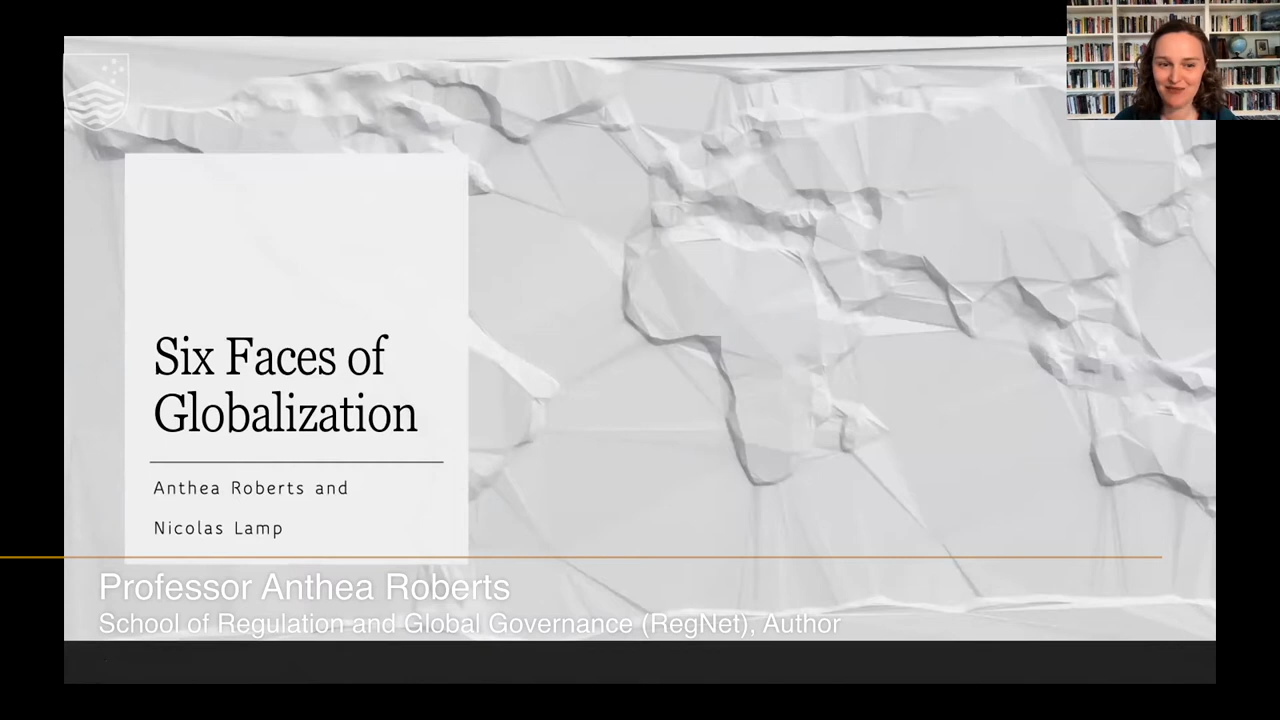 Six Faces of
Globalization
Anthea Roberts and
Nicolas Lamp
Professor Anthea Roberts
School of Regulation and Global Governance (RegNet), Author